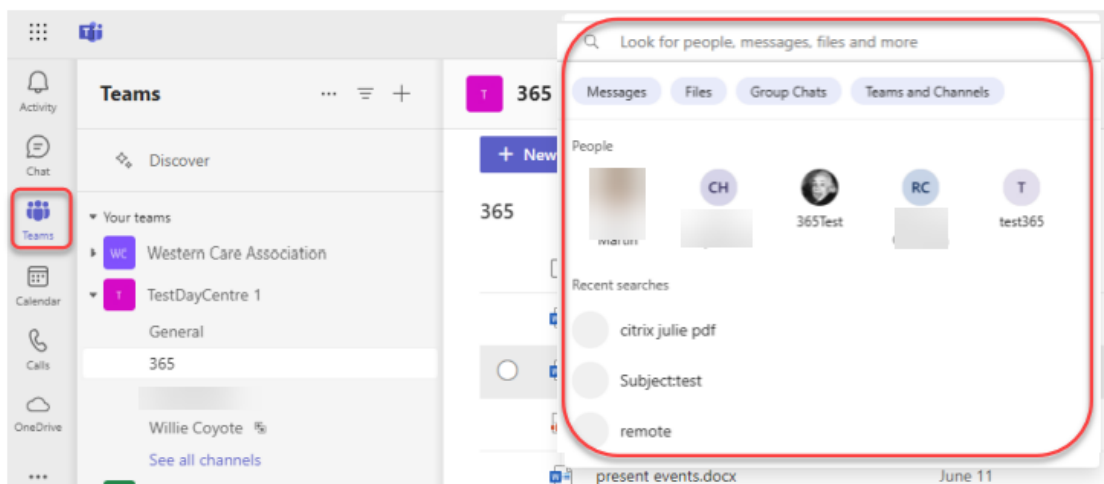 Look for people, messages, files and more
Activity
Chat
Teams
Calendar
Calls
OneDrive
Teams
Discover
Your teams
WC Western Care Association
T TestDayCentre 1
General
365
Willie Coyote
See all channels
T 365
+ New
365
Messages Files Group Chats Teams and Channels
People
CH RC T
Martin 365Test test365
Recent searches
citrix julie pdf
Subject:test
remote
present events.docx June 11